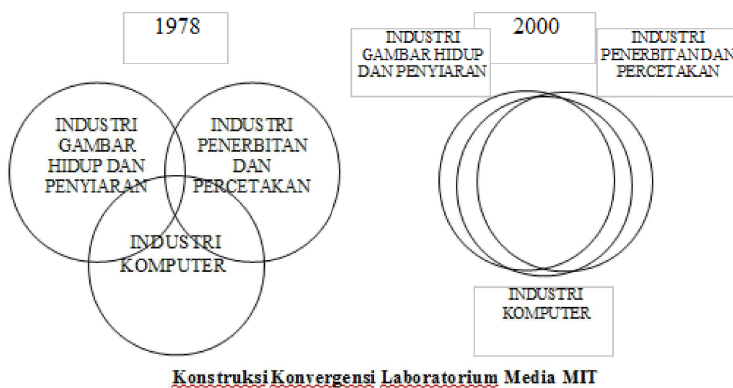 1978
INDUSTRI
GAMBAR
HIDUP DAN
PENYIARAN
INDUSTRI
PENERBITAN
DAN
PERCETAKAN
INDUSTRI
KOMPUTER
2000
INDUSTRI
GAMBAR HIDUP
DAN PENYIARAN
INDUSTRI
PENERBITAN DAN
PERCETAKAN
INDUSTRI
KOMPUTER
Konstruksi Konvergensi Laboratorium Media MIT